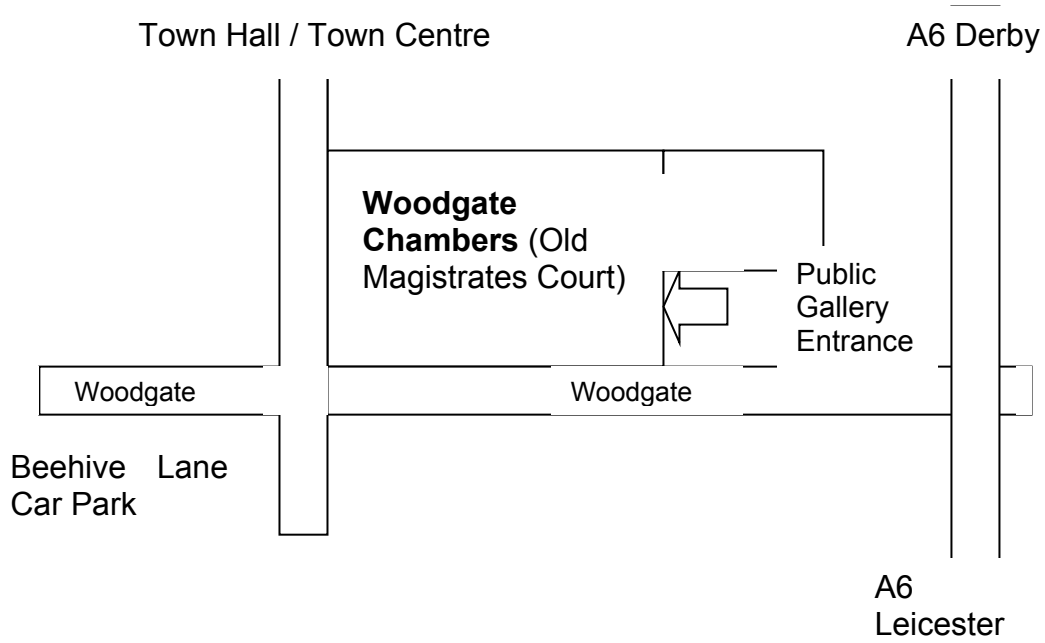 Town Hall / Town Centre
A6 Derby
Woodgate
Chambers (Old
Magistrates Court)
Public
Gallery
Entrance
Woodgate
Woodgate
Beehive Lane
Car Park
A6
Leicester